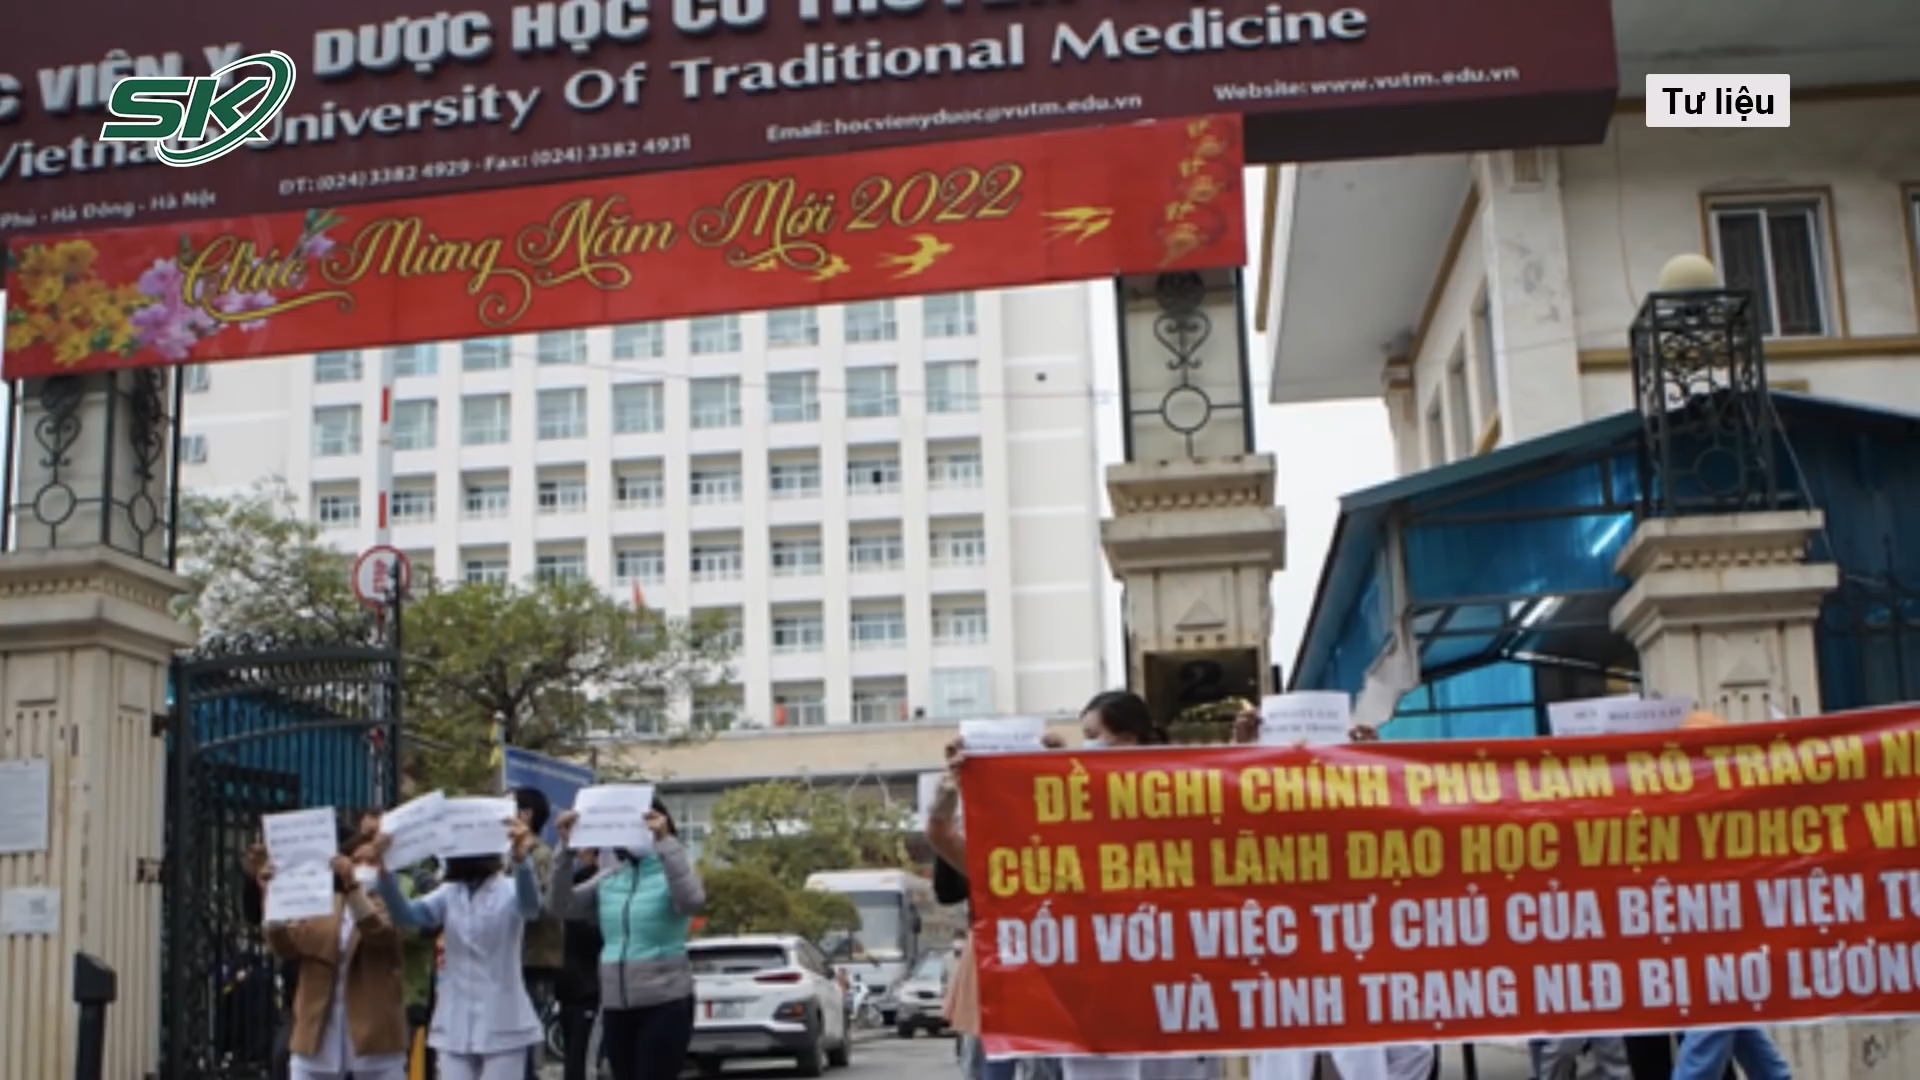 VIỆN Y DƯỢC HỌC CỔ TRUYỀN
University Of Traditional Medicine
SK
Tư liệu
Phú - Hà Đông - Hà Nội
ĐT: (024) 3382 4929 - Fax: (024) 3382 4931
Email: hocvienyduoc@vutm.edu.vn
Website: www.vutm.edu.vn
Chúc Mừng Năm Mới 2022
2
ĐỀ NGHỊ CHÍNH PHỦ LÀM RÕ TRÁCH
CỦA BAN LÃNH ĐẠO HỌC VIỆN YDHCT
ĐỐI VỚI VIỆC TỰ CHỦ CỦA BỆNH VIỆN
VÀ TÌNH TRẠNG NLĐ BỊ NỢ LƯƠNG